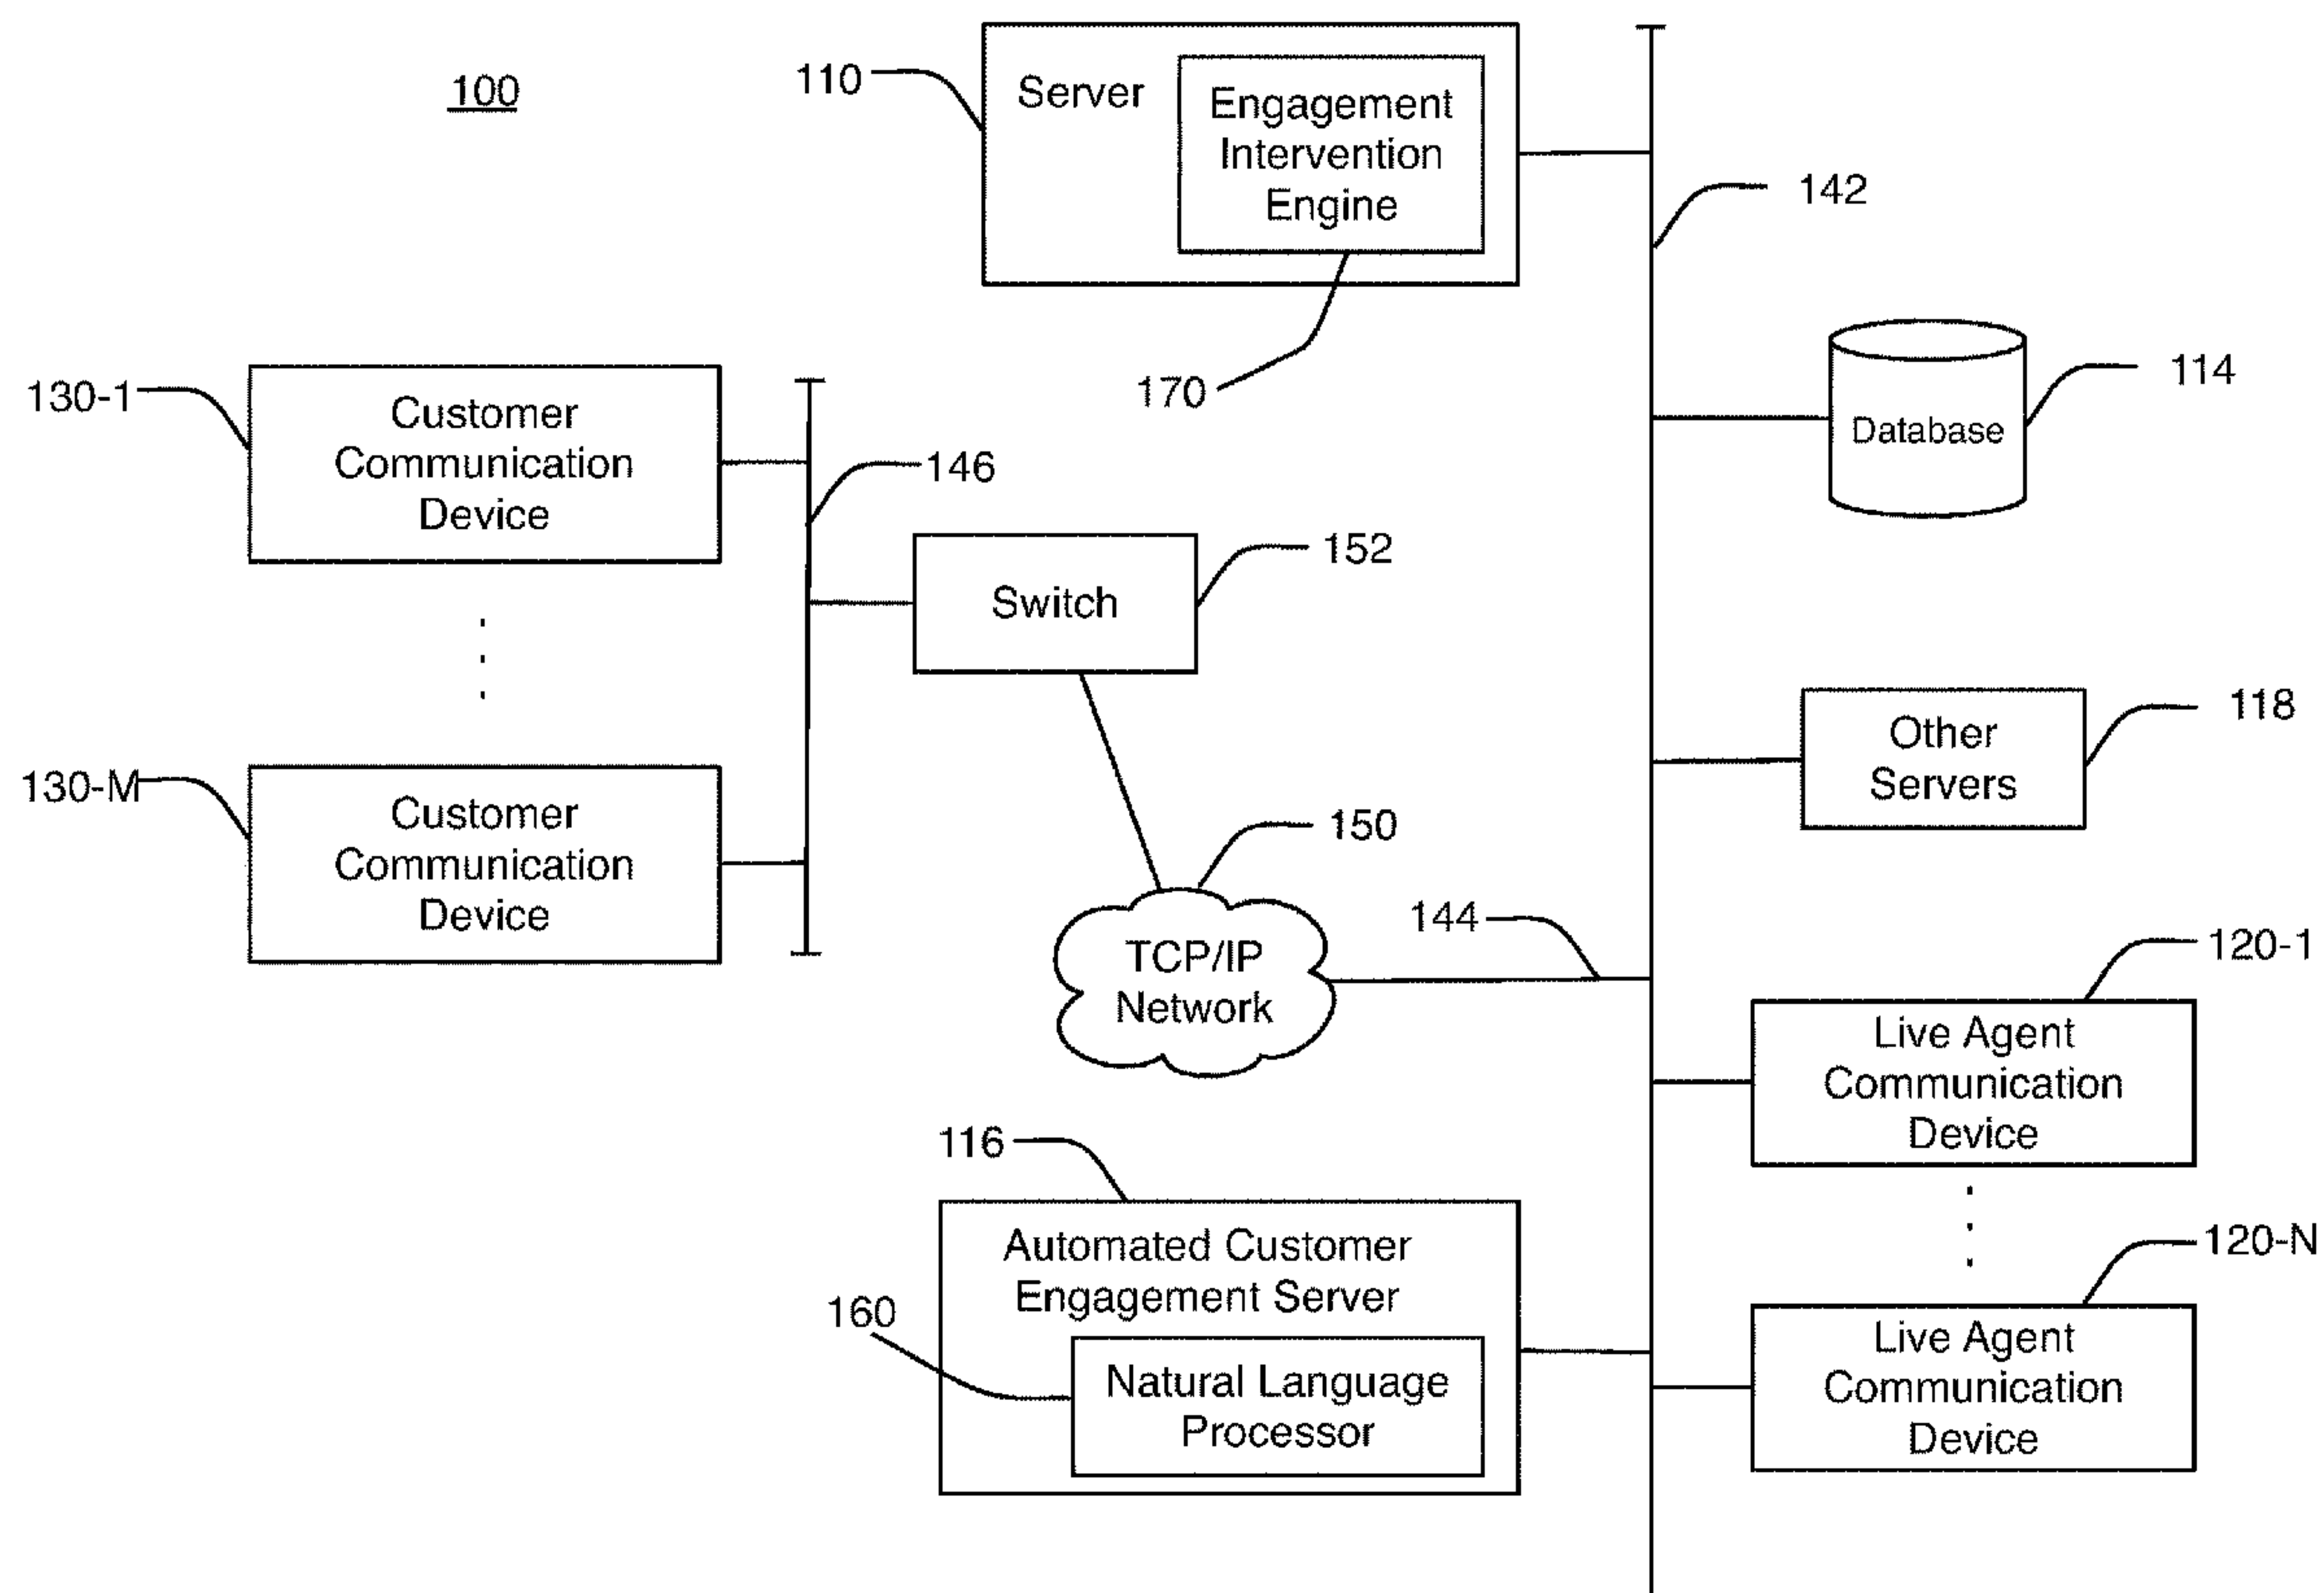 100
110
Server
Engagement
Intervention
Engine
170
142
130-1
Customer
Communication
Device
146
Database
114
Switch
152
Other
Servers
118
130-M
Customer
Communication
Device
150
TCP/IP
Network
144
120-1
Live Agent
Communication
Device
116
Automated Customer
Engagement Server
160
Natural Language
Processor
120-N
Live Agent
Communication
Device